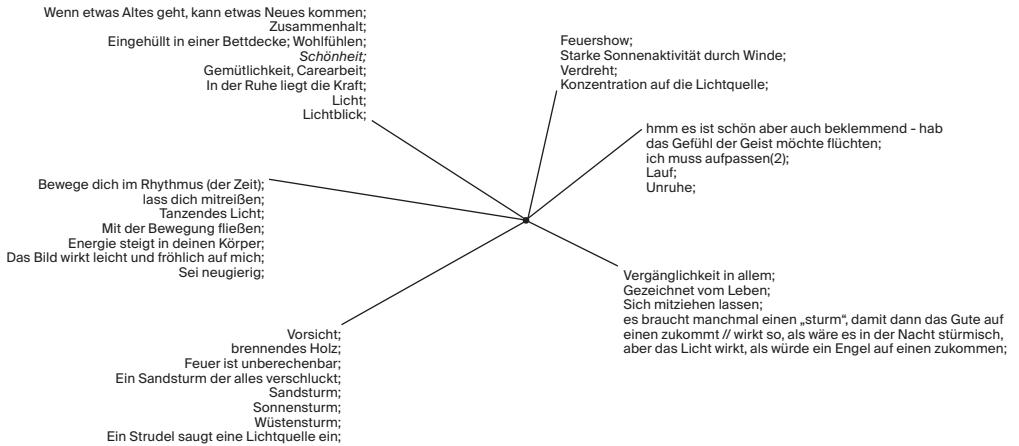 Wenn etwas Altes geht, kann etwas Neues kommen;
Zusammenhalt;
Eingehüllt in einer Bettdecke; Wohlfühlen;
Schönheit;
Gemütlichkeit, Carearbeit;
In der Ruhe liegt die Kraft;
Licht;
Lichtblick;
Feuershow;
Starke Sonnenaktivität durch Winde;
Verdreht;
Konzentration auf die Lichtquelle;
hmm es ist schön aber auch beklemmend - hab
das Gefühl der Geist möchte flüchten;
ich muss aufpassen(2);
Lauf;
Unruhe;
Bewege dich im Rhythmus (der Zeit);
lass dich mitreißen;
Tanzendes Licht;
Mit der Bewegung fließen;
Energie steigt in deinen Körper;
Das Bild wirkt leicht und fröhlich auf mich;
Sei neugierig;
Vergänglichkeit in allem;
Gezeichnet vom Leben;
Sich mitziehen lassen;
es braucht manchmal einen „sturm“, damit dann das Gute auf
einen zukommt // wirkt so, als wäre es in der Nacht stürmisch,
aber das Licht wirkt, als würde ein Engel auf einen zukommen;
Vorsicht;
brennendes Holz;
Feuer ist unberechenbar;
Ein Sandsturm der alles verschluckt;
Sandsturm;
Sonnensturm;
Wüstensturm;
Ein Strudel saugt eine Lichtquelle ein;